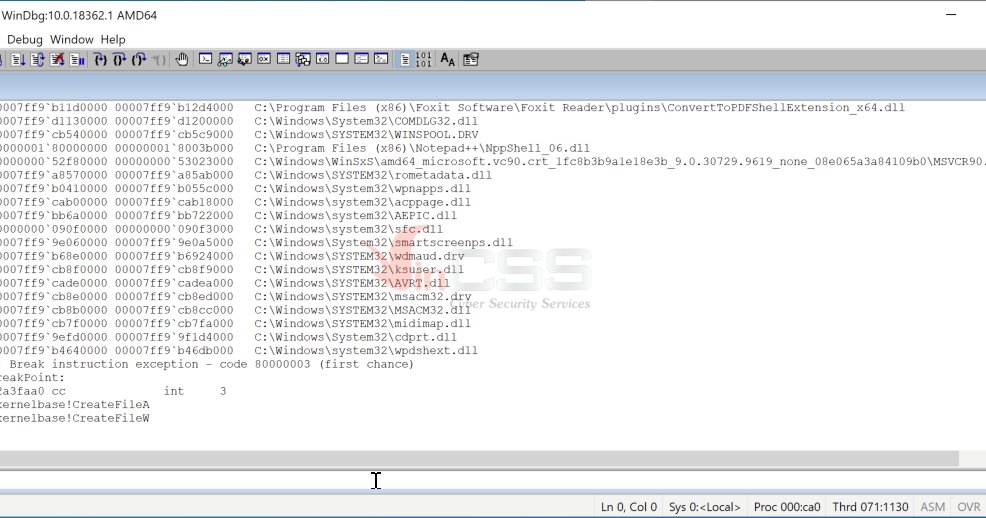 WinDbg:10.0.18362.1 AMD64
Debug Window Help
0007ff9`b11d0000 00007ff9`b12d4000 C:\Program Files (x86)\Foxit Software\Foxit Reader\plugins\ConvertToPDFShellExtension_x64.dll
0007ff9`d1130000 00007ff9`d1200000 C:\Windows\System32\COMDLG32.dll
0007ff9`cb540000 00007ff9`cb5c9000 C:\Windows\SYSTEM32\WINSPOOL.DRV
0000001`80000000 00000001`8003b000 C:\Program Files (x86)\Notepad++\NppShell_06.dll
0000000`52f80000 00000000`53023000 C:\Windows\WinSxS\amd64_microsoft.vc90.crt_1fc8b3b9a1e18e3b_9.0.30729.9619_none_08e065a3a84109b0\MSVCR90.
0007ff9`a8570000 00007ff9`a85ab000 C:\Windows\SYSTEM32\rometadata.dll
0007ff9`b0410000 00007ff9`b055c000 C:\Windows\System32\wpnapps.dll
0007ff9`cab00000 00007ff9`cab18000 C:\Windows\system32\acppage.dll
0007ff9`bb6a0000 00007ff9`bb722000 C:\Windows\SYSTEM32\AEPIC.dll
0000000`090f0000 00000000`090f3000 C:\Windows\system32\sfc.dll
0007ff9`9e060000 00007ff9`9e0a5000 C:\Windows\System32\smartscreenps.dll
0007ff9`b68e0000 00007ff9`b6924000 C:\Windows\SYSTEM32\wdmaud.drv
0007ff9`cb8f0000 00007ff9`cb8f9000 C:\Windows\SYSTEM32\ksuser.dll
0007ff9`cade0000 00007ff9`cadea000 C:\Windows\SYSTEM32\AVRT.dll
0007ff9`cb8e0000 00007ff9`cb8ed000 C:\Windows\SYSTEM32\msacm32.drv
0007ff9`cb8b0000 00007ff9`cb8cc000 C:\Windows\SYSTEM32\MSACM32.dll
0007ff9`cb7f0000 00007ff9`cb7fa000 C:\Windows\SYSTEM32\midimap.dll
0007ff9`9efd0000 00007ff9`9f1d4000 C:\Windows\system32\cdprt.dll
0007ff9`b4640000 00007ff9`b46db000 C:\Windows\system32\wpdshext.dll
Break instruction exception - code 80000003 (first chance)
reakPoint:
2a3faa0 cc int 3
kernelbase!CreateFileA
kernelbase!CreateFileW
inCSS
Cyber Security Services
Ln 0, Col 0 Sys 0:<Local> Proc 000:ca0 Thrd 071:1130 ASM OVR